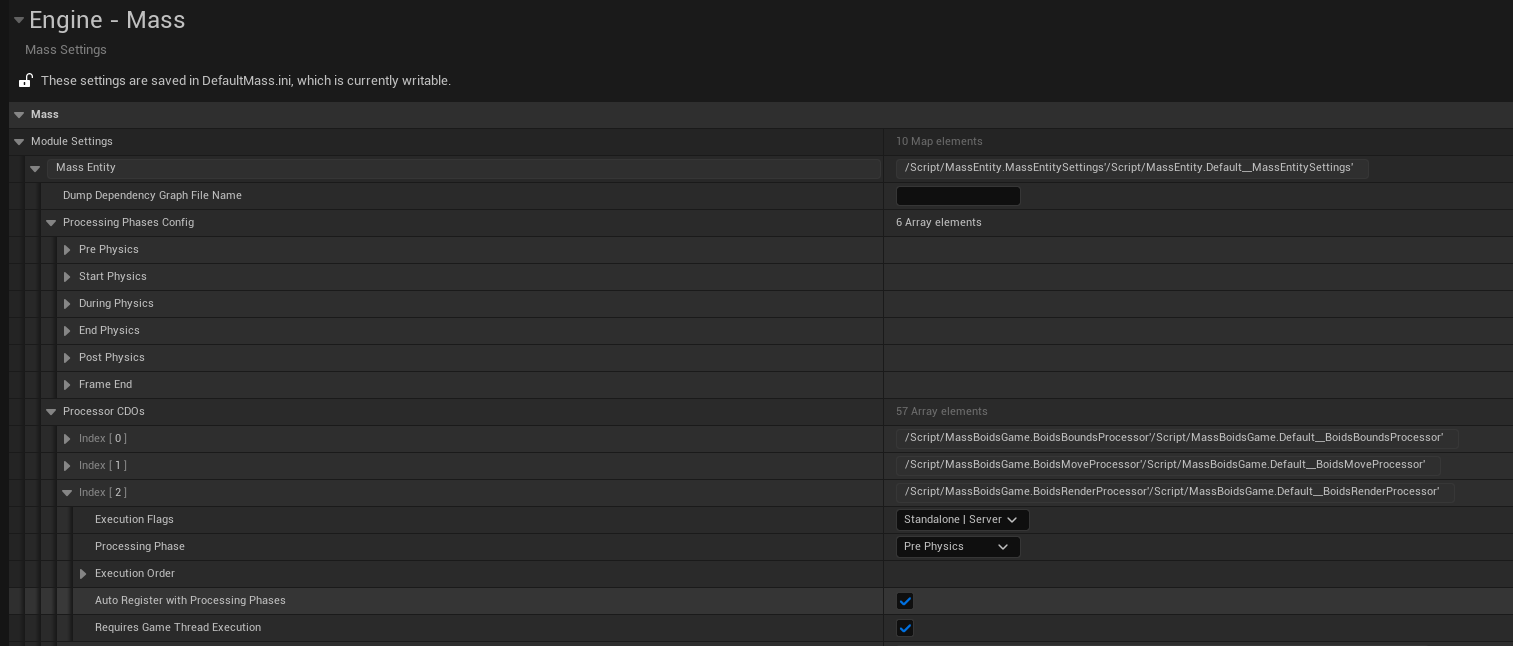 Engine - Mass
Mass Settings
These settings are saved in DefaultMass.ini, which is currently writable.
Mass
Module Settings 10 Map elements
Mass Entity /Script/MassEntity.MassEntitySettings'/Script/MassEntity.Default__MassEntitySettings'
Dump Dependency Graph File Name
Processing Phases Config 6 Array elements
Pre Physics
Start Physics
During Physics
End Physics
Post Physics
Frame End
Processor CDOs 57 Array elements
Index [ 0 ] /Script/MassBoidsGame.BoidsBoundsProcessor'/Script/MassBoidsGame.Default__BoidsBoundsProcessor'
Index [ 1 ] /Script/MassBoidsGame.BoidsMoveProcessor'/Script/MassBoidsGame.Default__BoidsMoveProcessor'
Index [ 2 ] /Script/MassBoidsGame.BoidsRenderProcessor'/Script/MassBoidsGame.Default__BoidsRenderProcessor'
Execution Flags Standalone | Server
Processing Phase Pre Physics
Execution Order
Auto Register with Processing Phases
Requires Game Thread Execution